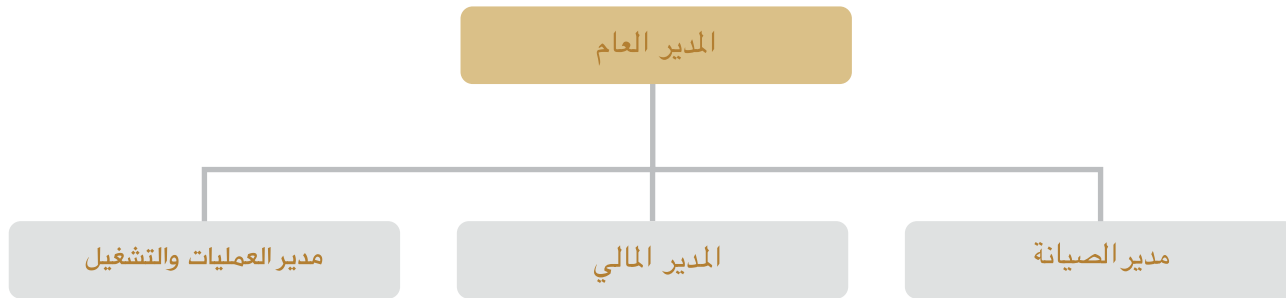 المدير العام
مدير الصيانة
المدير المالي
مدير العمليات والتشغيل